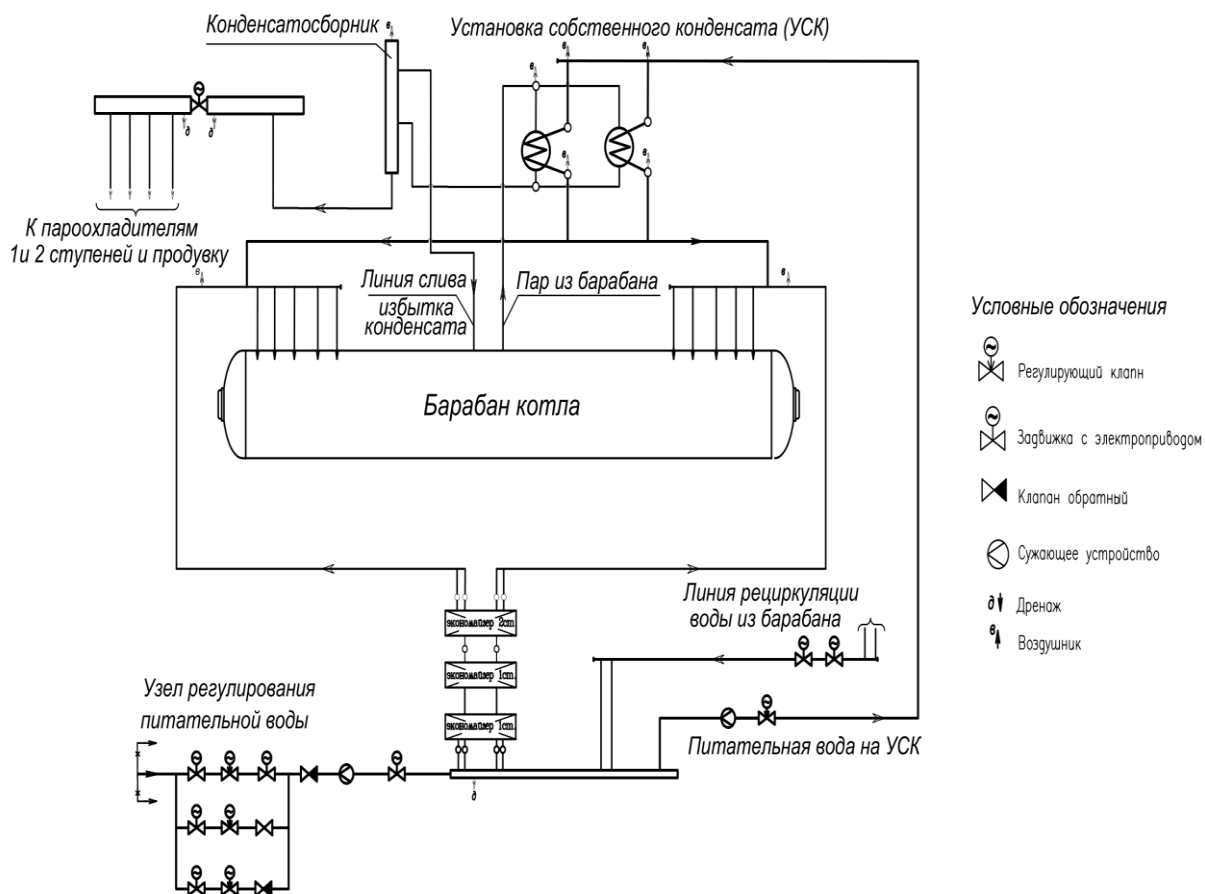 Конденсатосборник
Установка собственного конденсата (УСК)
в
в
в
в
в
в
д
д
К пароохладителям
1и 2 ступеней и продувку
в
в
Линия слива
избытка
конденсата
Пар из барабана
Барабан котла
Условные обозначения
Регулирующий клапн
Задвижка с электроприводом
Клапан обратный
Сужающее устройство
д Дренаж
в Воздушник
экономайзер 2ст.
экономайзер 1ст.
экономайзер 1ст.
Линия рециркуляции
воды из барабана
Узел регулирования
питательной воды
Питательная вода на УСК
д